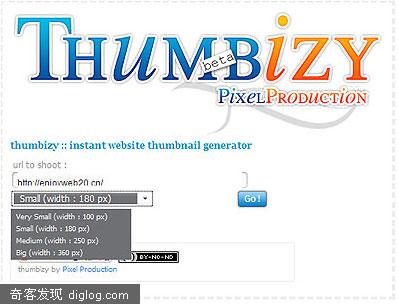 THUMBIZY
beta
PIXELPRODUCTION
thumbizy :: instant website thumbnail generator
url to shoot :
http://enjoyweb20.cn/
Small (width : 180 px)
Go !
Very Small (width : 100 px)
Small (width : 180 px)
Medium (width : 250 px)
Big (width : 360 px)
BY-NO-ND
thumbizy by Pixel Production
奇客发现 diglog.com